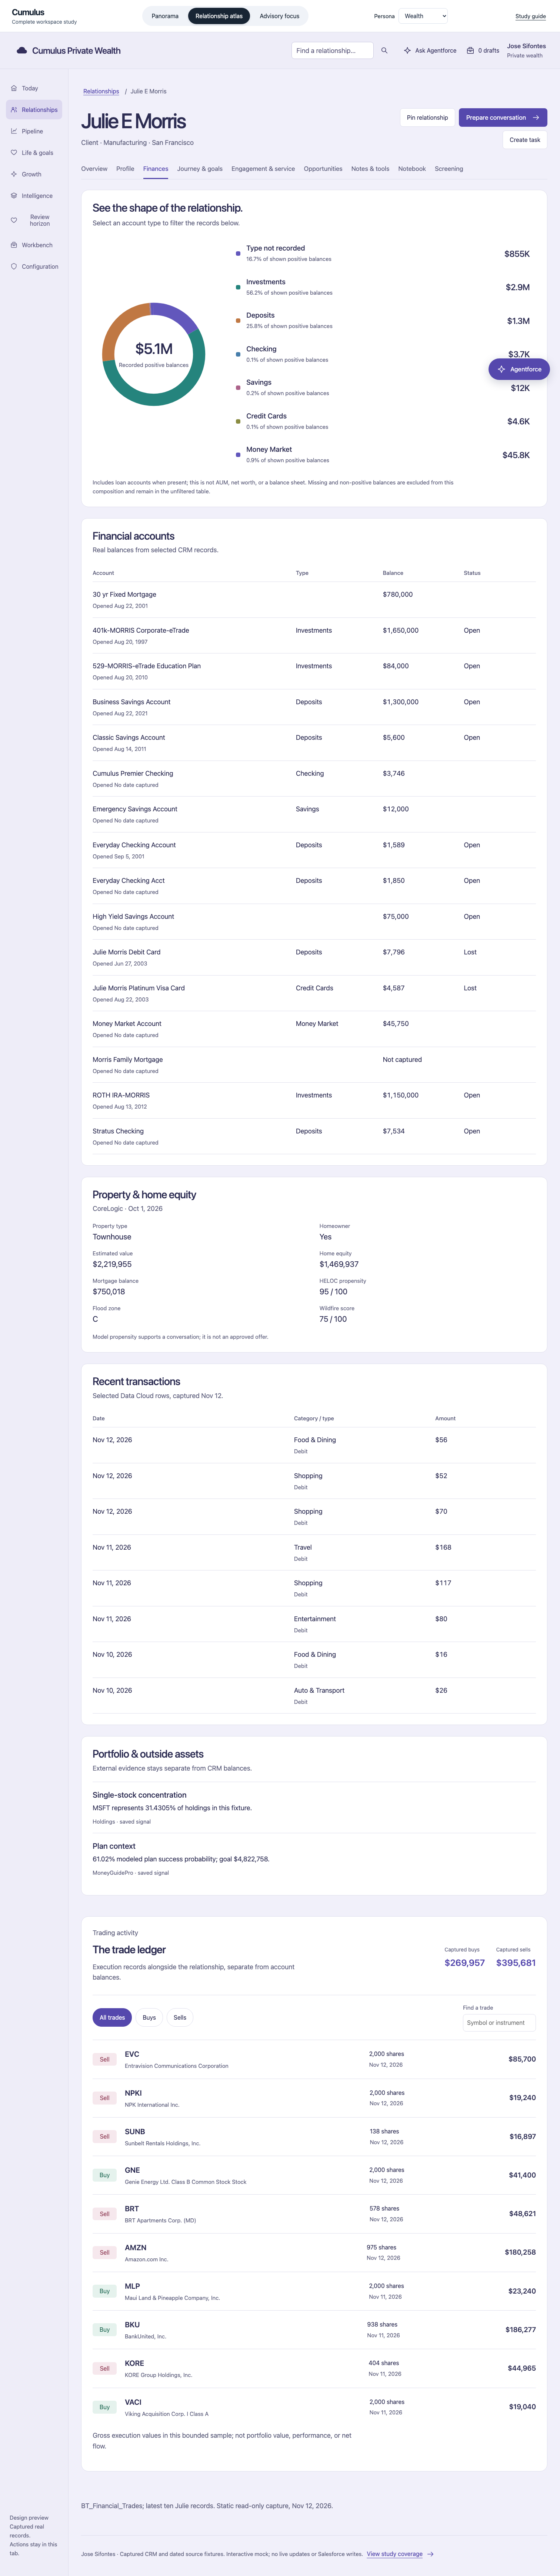 Cumulus
Complete workspace study
Panorama
Relationship atlas
Advisory focus
Persona
Wealth
Study guide
Cumulus Private Wealth
Find a relationship...
Ask Agentforce
0 drafts
Jose Sifontes
Private wealth
Today
Relationships
Pipeline
Life & goals
Growth
Intelligence
Review
horizon
Workbench
Configuration
Relationships / Julie E Morris
Julie E Morris
Client · Manufacturing · San Francisco
Pin relationship
Prepare conversation
Create task
Overview
Profile
Finances
Journey & goals
Engagement & service
Opportunities
Notes & tools
Notebook
Screening
See the shape of the relationship.
Select an account type to filter the records below.
$5.1M
Recorded positive balances
Type not recorded
16.7% of shown positive balances
$855K
Investments
56.2% of shown positive balances
$2.9M
Deposits
25.8% of shown positive balances
$1.3M
Checking
0.1% of shown positive balances
$3.7K
Agentforce
Savings
0.2% of shown positive balances
$12K
Credit Cards
0.1% of shown positive balances
$4.6K
Money Market
0.9% of shown positive balances
$45.8K
Includes loan accounts when present; this is not AUM, net worth, or a balance sheet. Missing and non-positive balances are excluded from this
composition and remain in the unfiltered table.
Financial accounts
Real balances from selected CRM records.
Account Type Balance Status
30 yr Fixed Mortgage $780,000
Opened Aug 22, 2001
401k-MORRIS Corporate-eTrade Investments $1,650,000 Open
Opened Aug 20, 1997
529-MORRIS-eTrade Education Plan Investments $84,000 Open
Opened Aug 20, 2010
Business Savings Account Deposits $1,300,000 Open
Opened Aug 22, 2021
Classic Savings Account Deposits $5,600 Open
Opened Aug 14, 2011
Cumulus Premier Checking Checking $3,746
Opened No date captured
Emergency Savings Account Savings $12,000
Opened No date captured
Everyday Checking Account Deposits $1,589 Open
Opened Sep 5, 2001
Everyday Checking Acct Deposits $1,850 Open
Opened No date captured
High Yield Savings Account $75,000 Open
Opened No date captured
Julie Morris Debit Card Deposits $7,796 Lost
Opened Jun 27, 2003
Julie Morris Platinum Visa Card Credit Cards $4,587 Lost
Opened Aug 22, 2003
Money Market Account Money Market $45,750
Opened No date captured
Morris Family Mortgage Not captured
Opened No date captured
ROTH IRA-MORRIS Investments $1,150,000 Open
Opened Aug 13, 2012
Stratus Checking Deposits $7,534 Open
Opened No date captured
Property & home equity
CoreLogic · Oct 1, 2026
Property type
Townhouse
Homeowner
Yes
Estimated value
$2,219,955
Home equity
$1,469,937
Mortgage balance
$750,018
HELOC propensity
95 / 100
Flood zone
C
Wildfire score
75 / 100
Model propensity supports a conversation; it is not an approved offer.
Recent transactions
Selected Data Cloud rows, captured Nov 12.
Date Category / type Amount
Nov 12, 2026 Food & Dining $56
Debit
Nov 12, 2026 Shopping $52
Debit
Nov 12, 2026 Shopping $70
Debit
Nov 11, 2026 Travel $168
Debit
Nov 11, 2026 Shopping $117
Debit
Nov 11, 2026 Entertainment $80
Debit
Nov 10, 2026 Food & Dining $16
Debit
Nov 10, 2026 Auto & Transport $26
Debit
Portfolio & outside assets
External evidence stays separate from CRM balances.
Single-stock concentration
MSFT represents 31.4305% of holdings in this fixture.
Holdings · saved signal
Plan context
61.02% modeled plan success probability; goal $4,822,758.
MoneyGuidePro · saved signal
Trading activity
The trade ledger
Execution records alongside the relationship, separate from account
balances.
Captured buys
$269,957
Captured sells
$395,681
All trades
Buys
Sells
Find a trade
Symbol or instrument
Sell EVC 2,000 shares $85,700
Entravision Communications Corporation Nov 12, 2026
Sell NPKI 2,000 shares $19,240
NPK International Inc. Nov 12, 2026
Sell SUNB 138 shares $16,897
Sunbelt Rentals Holdings, Inc. Nov 12, 2026
Buy GNE 2,000 shares $41,400
Genie Energy Ltd. Class B Common Stock Stock Nov 12, 2026
Sell BRT 578 shares $48,621
BRT Apartments Corp. (MD) Nov 12, 2026
Sell AMZN 975 shares $180,258
Amazon.com Inc. Nov 12, 2026
Buy MLP 2,000 shares $23,240
Maui Land & Pineapple Company, Inc. Nov 11, 2026
Buy BKU 938 shares $186,277
BankUnited, Inc. Nov 11, 2026
Sell KORE 404 shares $44,965
KORE Group Holdings, Inc. Nov 11, 2026
Buy VACI 2,000 shares $19,040
Viking Acquisition Corp. I Class A Nov 11, 2026
Gross execution values in this bounded sample; not portfolio value, performance, or net
flow.
BT_Financial_Trades; latest ten Julie records. Static read-only capture, Nov 12, 2026.
Design preview
Captured real
records.
Actions stay in this
tab.
Jose Sifontes · Captured CRM and dated source fixtures. Interactive mock; no live updates or Salesforce writes. View study coverage